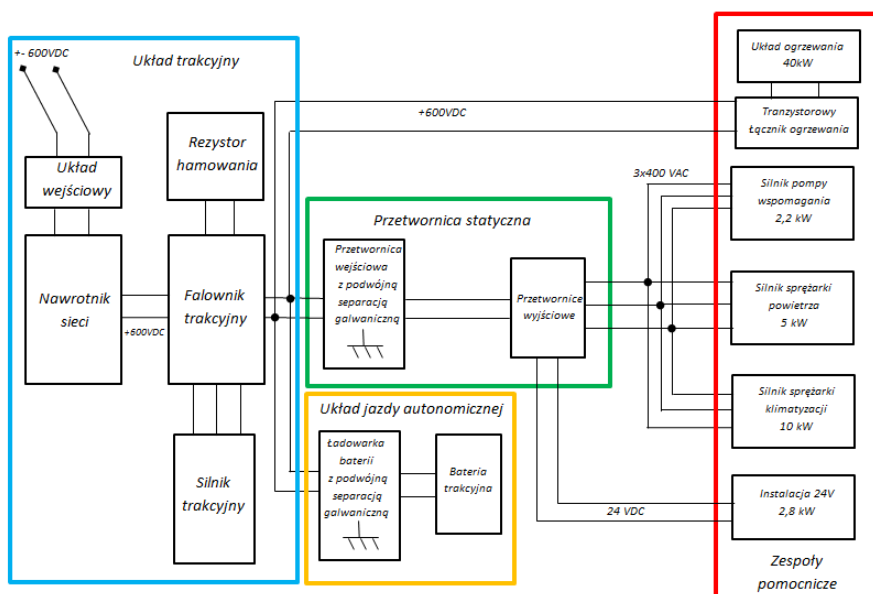 +- 600VDC
Układ trakcyjny
Układ
wejściowy
Rezystor
hamowania
Nawrotnik
sieci
+600VDC
Falownik
trakcyjny
Silnik
trakcyjny
Przetwornica statyczna
Przetwornica
wejściowa
z podwójną
separacją
galwaniczną
Przetwornice
wyjściowe
Układ jazdy autonomicznej
Ładowarka
baterii
z podwójną
separacją
galwaniczną
Bateria
trakcyjna
+600VDC
3x400 VAC
24 VDC
Układ ogrzewania
40kW
Tranzystorowy
Łącznik ogrzewania
Silnik pompy
wspomagania
2,2 kW
Silnik sprężarki
powietrza
5 kW
Silnik sprężarki
klimatyzacji
10 kW
Instalacja 24V
2,8 kW
Zespoły
pomocnicze